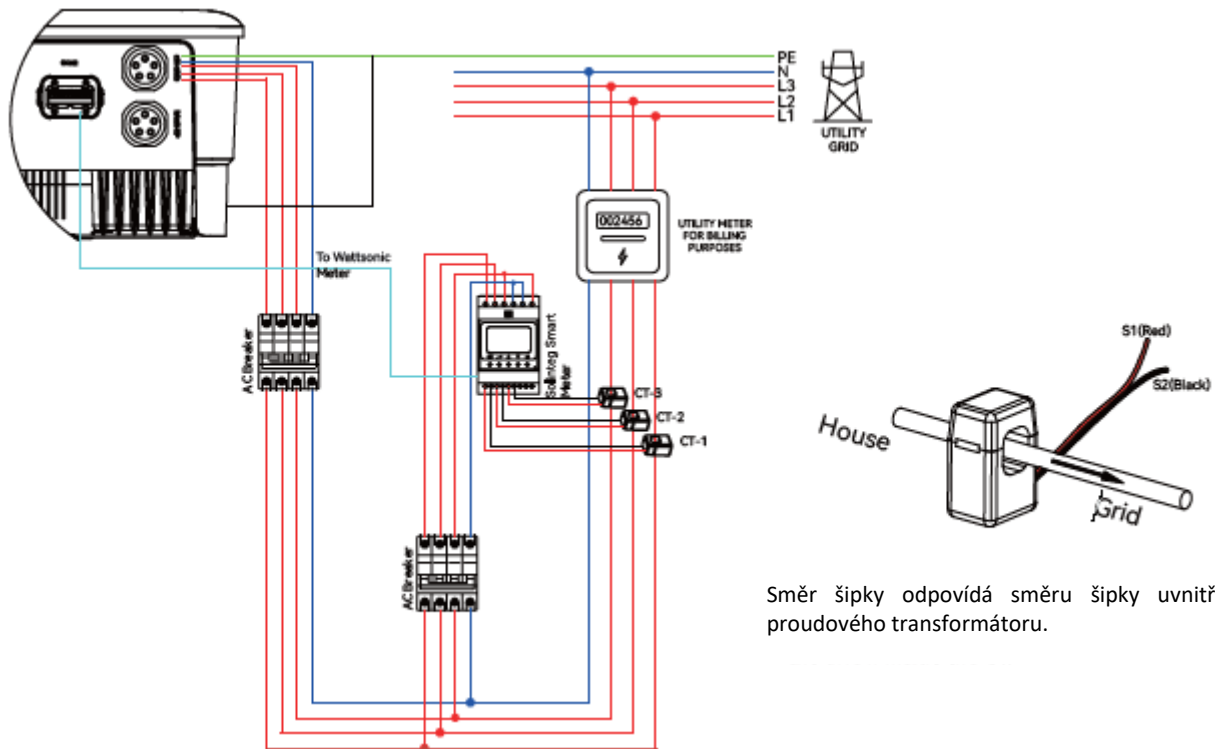 PE
N
L3
L2
L1
UTILITY
GRID
002456
UTILITY METER
FOR BILLING
PURPOSES
To Wattsonic
Meter
AC Breaker
Solinteg Smart
Meter
CT-3
CT-2
CT-1
AC Breaker
S1(Red)
S2(Black)
House
Grid
Směr šipky odpovídá směru šipky uvnitř
proudového transformátoru.